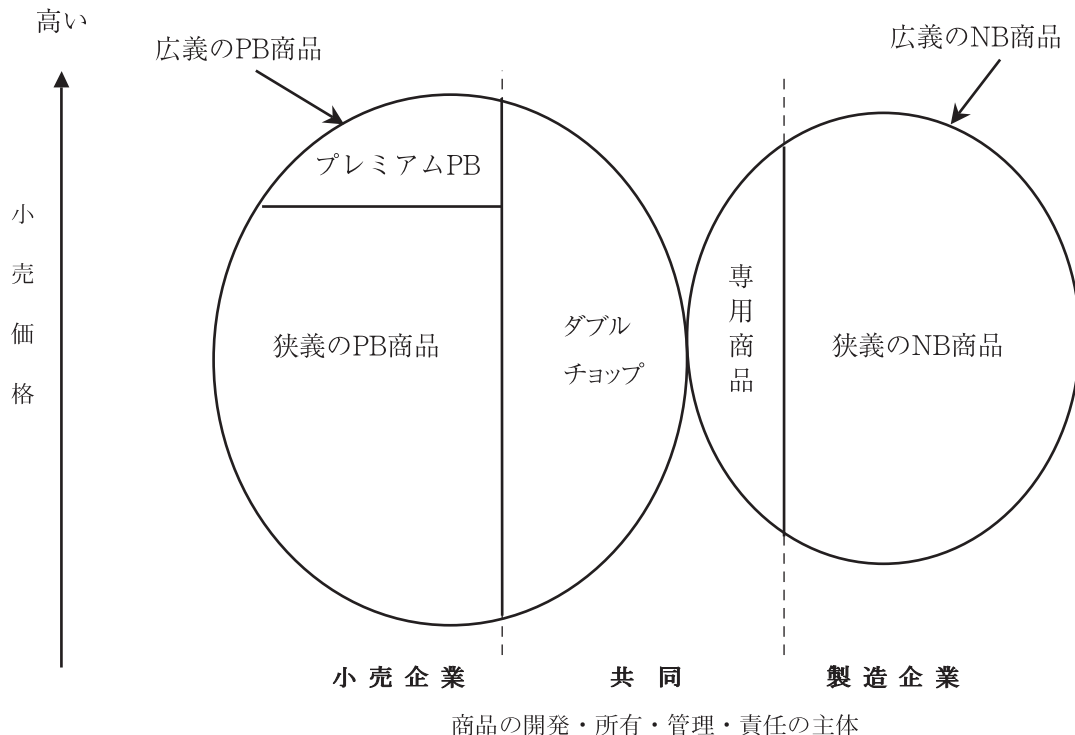 高い
広義のPB商品
広義のNB商品
プレミアムPB
小売価格
狭義のPB商品
ダブル
チョップ
専用商品
狭義のNB商品
小売企業
共同
製造企業
商品の開発・所有・管理・責任の主体